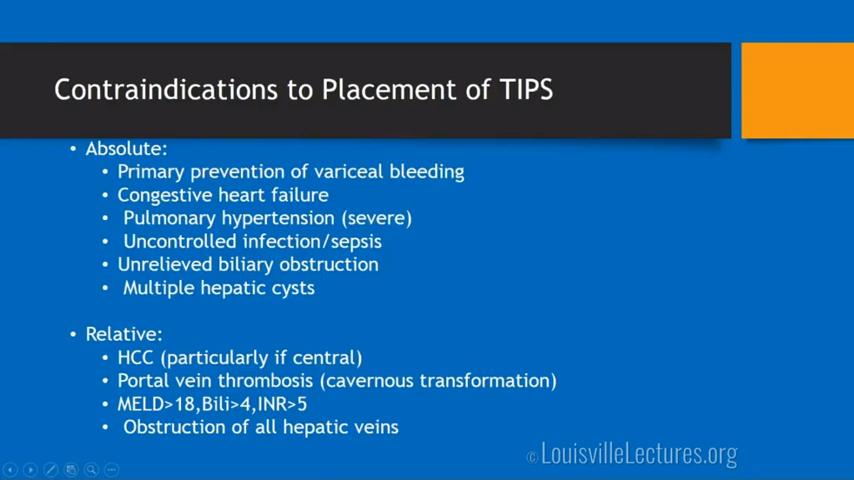 Contraindications to Placement of TIPS
• Absolute:
• Primary prevention of variceal bleeding
• Congestive heart failure
• Pulmonary hypertension (severe)
• Uncontrolled infection/sepsis
• Unrelieved biliary obstruction
• Multiple hepatic cysts
• Relative:
• HCC (particularly if central)
• Portal vein thrombosis (cavernous transformation)
• MELD>18,Bili>4,INR>5
• Obstruction of all hepatic veins
© LouisvilleLectures.org